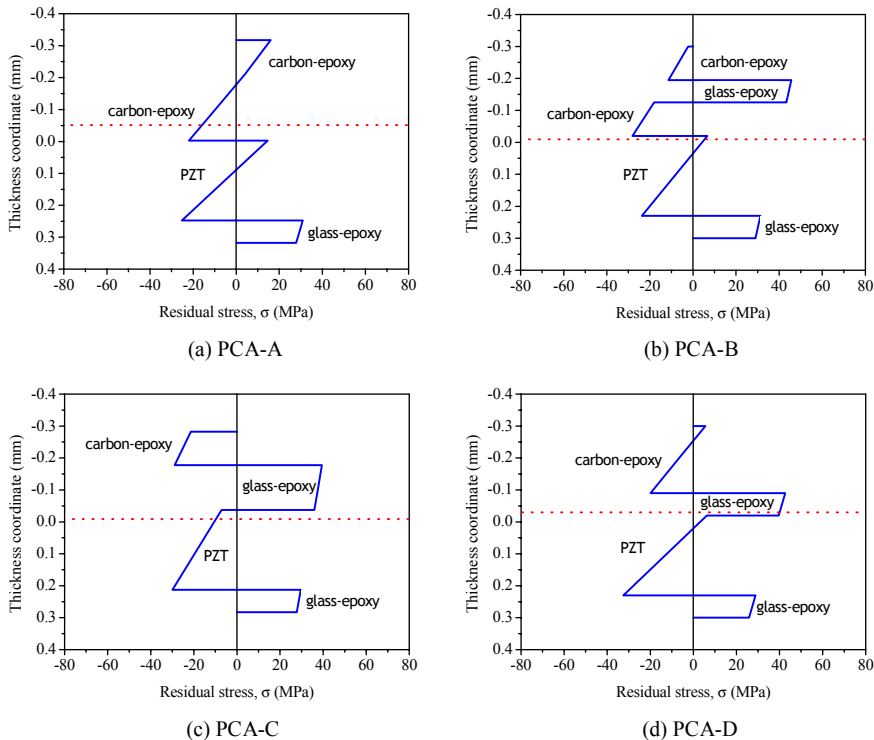 -0.4
-0.3
-0.2
-0.1
0.0
0.1
0.2
0.3
0.4
Thickness coordinate (mm)
carbon-epoxy
carbon-epoxy
PZT
glass-epoxy
-80 -60 -40 -20 0 20 40 60 80
Residual stress, σ (MPa)
(a) PCA-A
-0.4
-0.3
-0.2
-0.1
0.0
0.1
0.2
0.3
0.4
Thickness coordinate (mm)
carbon-epoxy
glass-epoxy
carbon-epoxy
PZT
glass-epoxy
-80 -60 -40 -20 0 20 40 60 80
Residual stress, σ (MPa)
(b) PCA-B
-0.4
-0.3
-0.2
-0.1
0.0
0.1
0.2
0.3
0.4
Thickness coordinate (mm)
carbon-epoxy
glass-epoxy
PZT
glass-epoxy
-80 -60 -40 -20 0 20 40 60 80
Residual stress, σ (MPa)
(c) PCA-C
-0.4
-0.3
-0.2
-0.1
0.0
0.1
0.2
0.3
0.4
Thickness coordinate (mm)
carbon-epoxy
glass-epoxy
PZT
glass-epoxy
-80 -60 -40 -20 0 20 40 60 80
Residual stress, σ (MPa)
(d) PCA-D